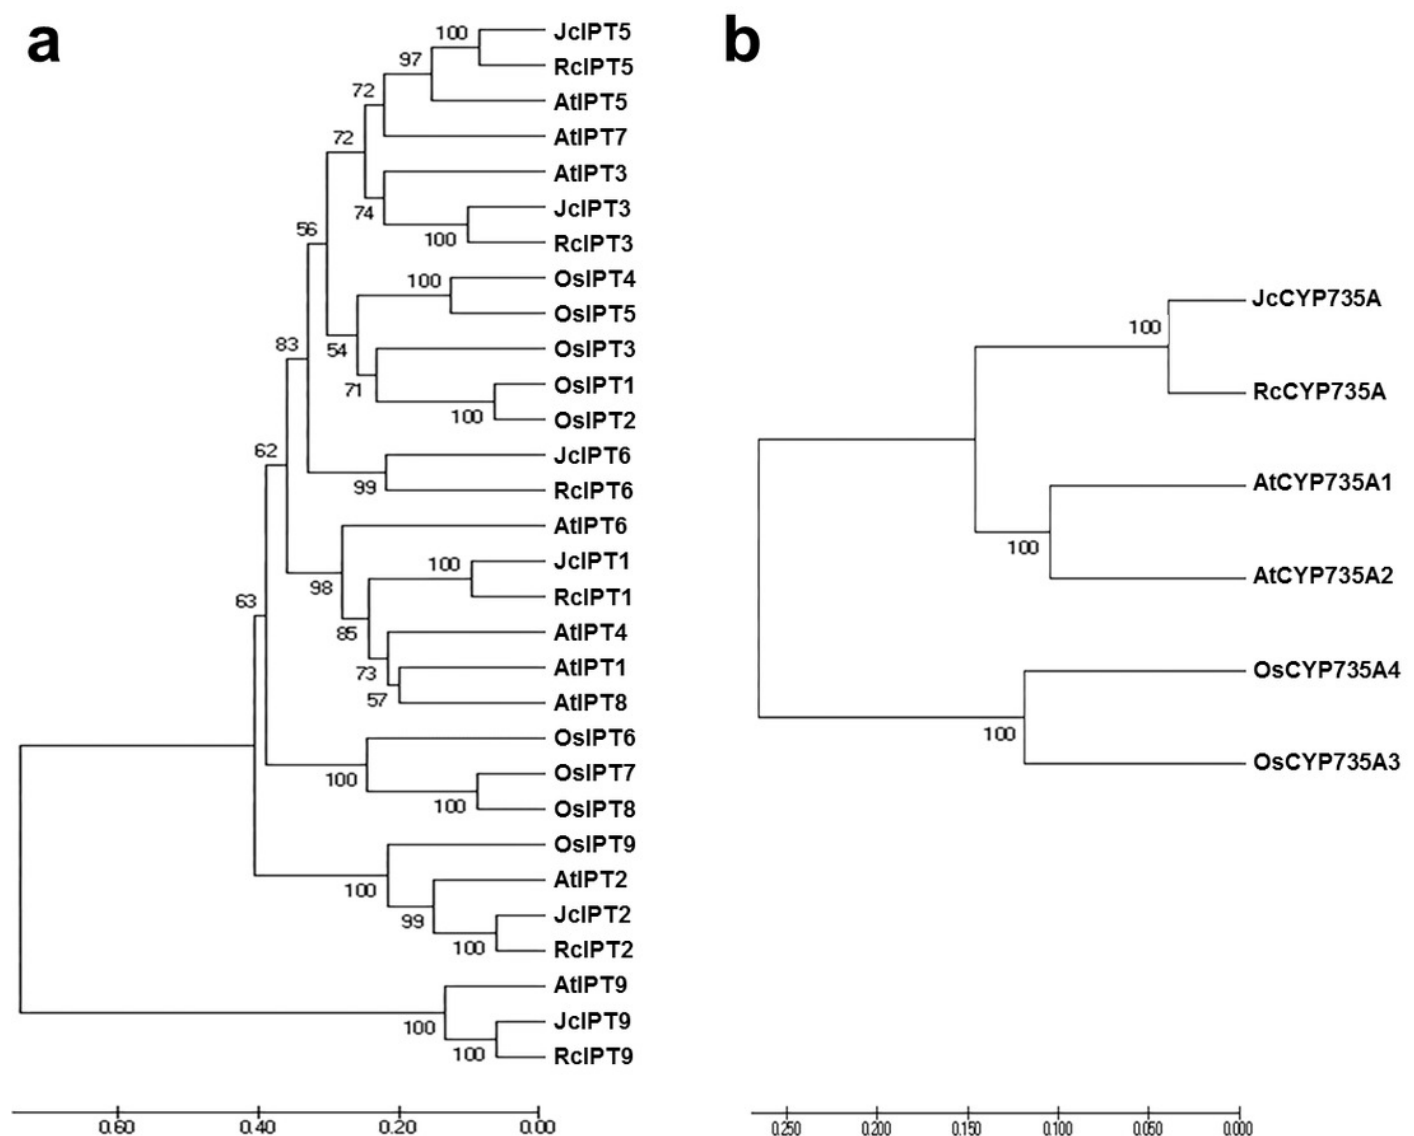 a
100 JcIPT5
97 RcIPT5
72 AtIPT5
72 AtIPT7
AtIPT3
74 JcIPT3
100 RcIPT3
56
100 OsIPT4
OsIPT5
54 OsIPT3
83
71 OsIPT1
100 OsIPT2
62 JcIPT6
99 RcIPT6
AtIPT6
100 JcIPT1
98 RcIPT1
63
85 AtIPT4
73 AtIPT1
57 AtIPT8
OsIPT6
100 OsIPT7
100 OsIPT8
OsIPT9
100 AtIPT2
99 JcIPT2
100 RcIPT2
AtIPT9
100 JcIPT9
100 RcIPT9
0.60 0.40 0.20 0.00
b
JcCYP735A
100
RcCYP735A
AtCYP735A1
100
AtCYP735A2
OsCYP735A4
100
OsCYP735A3
0.250 0.200 0.150 0.100 0.050 0.000